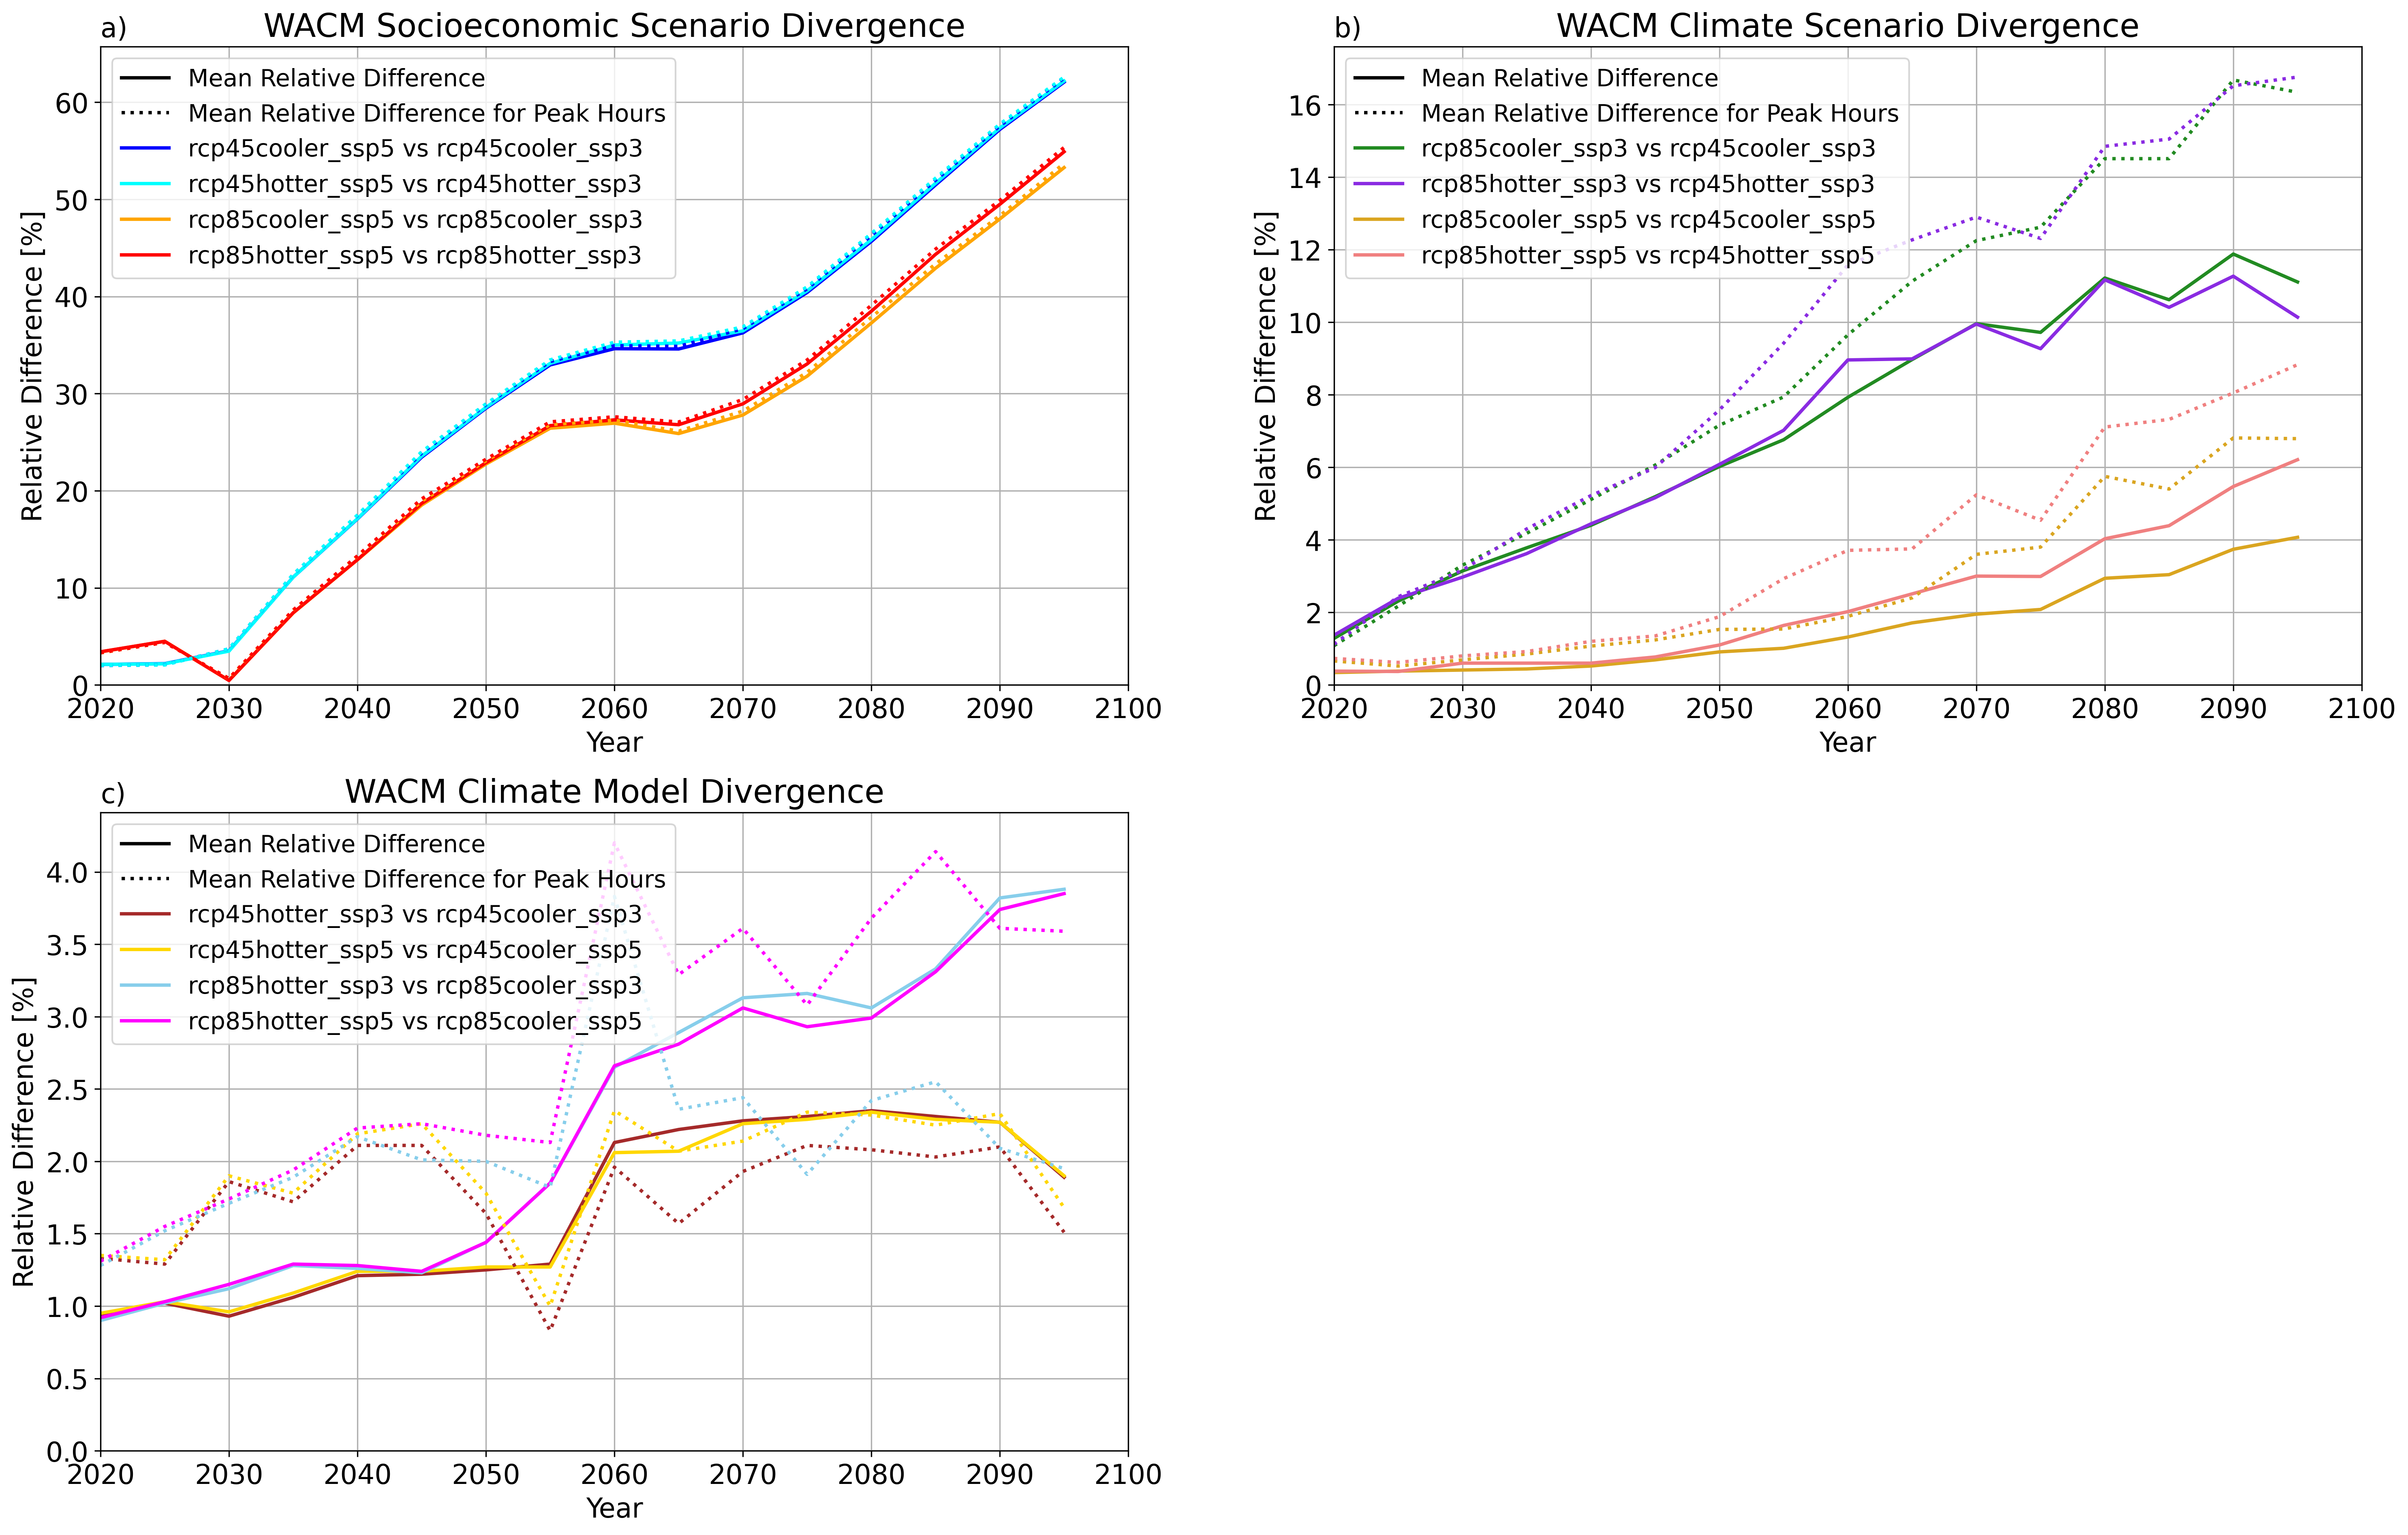 a)
WACM Socioeconomic Scenario Divergence
Mean Relative Difference
Mean Relative Difference for Peak Hours
rcp45cooler_ssp5 vs rcp45cooler_ssp3
rcp45hotter_ssp5 vs rcp45hotter_ssp3
rcp85cooler_ssp5 vs rcp85cooler_ssp3
rcp85hotter_ssp5 vs rcp85hotter_ssp3
Relative Difference [%]
60
50
40
30
20
10
0
2020 2030 2040 2050 2060 2070 2080 2090 2100
Year
b)
WACM Climate Scenario Divergence
Mean Relative Difference
Mean Relative Difference for Peak Hours
rcp85cooler_ssp3 vs rcp45cooler_ssp3
rcp85hotter_ssp3 vs rcp45hotter_ssp3
rcp85cooler_ssp5 vs rcp45cooler_ssp5
rcp85hotter_ssp5 vs rcp45hotter_ssp5
Relative Difference [%]
16
14
12
10
8
6
4
2
0
2020 2030 2040 2050 2060 2070 2080 2090 2100
Year
c)
WACM Climate Model Divergence
Mean Relative Difference
Mean Relative Difference for Peak Hours
rcp45hotter_ssp3 vs rcp45cooler_ssp3
rcp45hotter_ssp5 vs rcp45cooler_ssp5
rcp85hotter_ssp3 vs rcp85cooler_ssp3
rcp85hotter_ssp5 vs rcp85cooler_ssp5
Relative Difference [%]
4.0
3.5
3.0
2.5
2.0
1.5
1.0
0.5
0.0
2020 2030 2040 2050 2060 2070 2080 2090 2100
Year